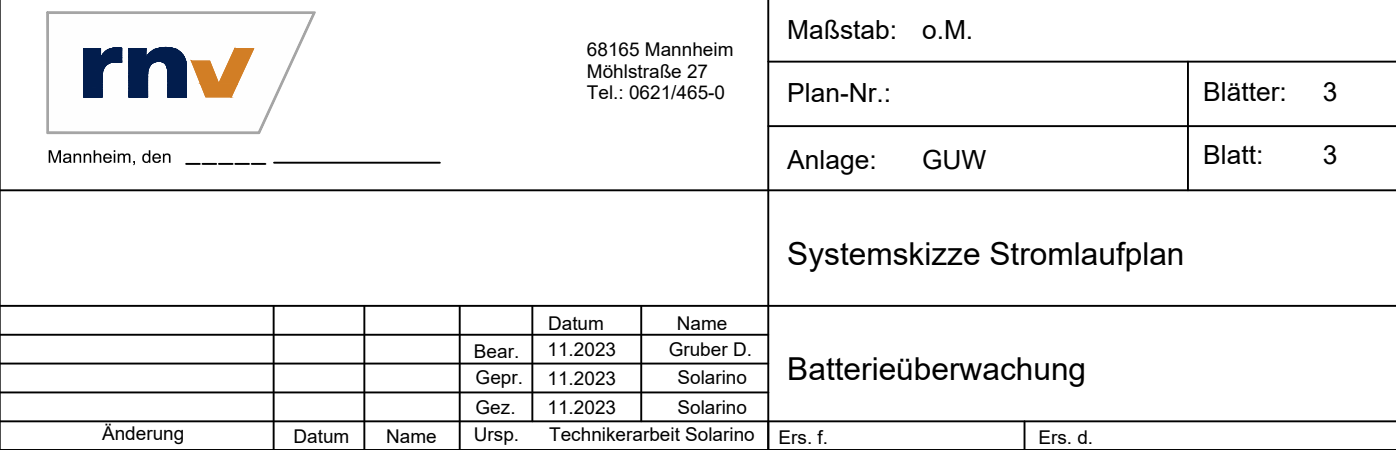 rnv
68165 Mannheim
Möhlstraße 27
Tel.: 0621/465-0
Mannheim, den
Maßstab: o.M.
Plan-Nr.:
Blätter: 3
Anlage: GUW
Blatt: 3
Systemskizze Stromlaufplan
Datum Name
Bear. 11.2023 Gruber D.
Gepr. 11.2023 Solarino
Gez. 11.2023 Solarino
Änderung Datum Name Ursp. Technikerarbeit Solarino
Batterieüberwachung
Ers. f.
Ers. d.